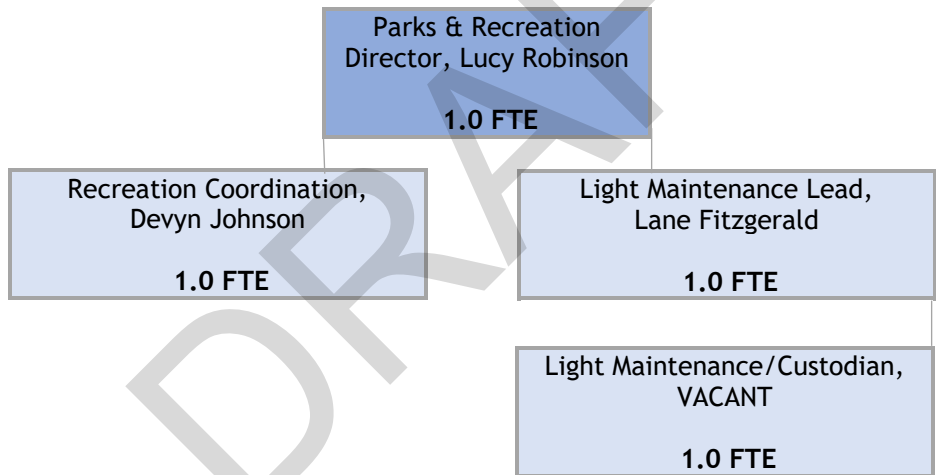 Parks & Recreation
Director, Lucy Robinson
1.0 FTE
Recreation Coordination,
Devyn Johnson
1.0 FTE
Light Maintenance Lead,
Lane Fitzgerald
1.0 FTE
Light Maintenance/Custodian,
VACANT
1.0 FTE
DRAF